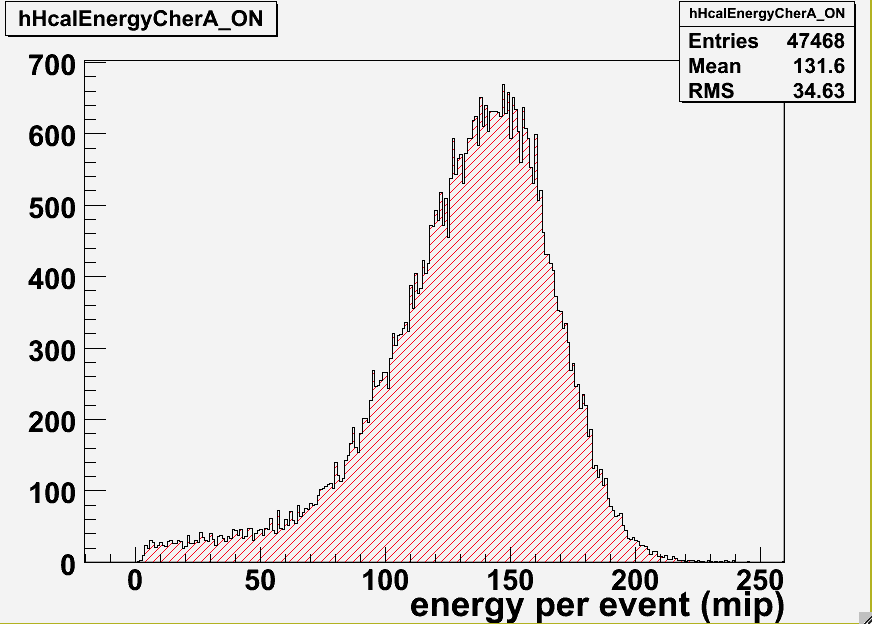 hHcalEnergyCherA_ON
hHcalEnergyCherA_ON
Entries 47468
Mean 131.6
RMS 34.63
700
600
500
400
300
200
100
0
0 50 100 150 200 250
energy per event (mip)